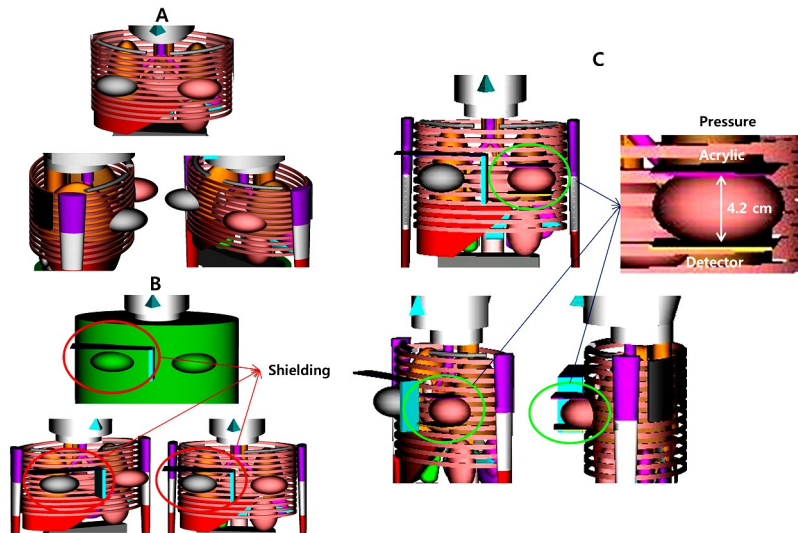 A
B
Shielding
C
Pressure
Acrylic
4.2 cm
Detector